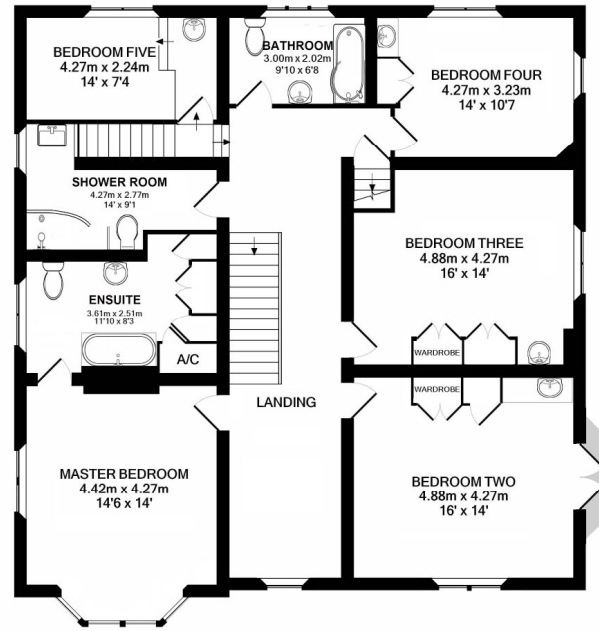 BEDROOM FIVE
4.27m x 2.24m
14' x 7'4
BATHROOM
3.00m x 2.02m
9'10 x 6'8
BEDROOM FOUR
4.27m x 3.23m
14' x 10'7
SHOWER ROOM
4.27m x 2.77m
14' x 9'1
BEDROOM THREE
4.88m x 4.27m
16' x 14'
ENSUITE
3.61m x 2.51m
11'10 x 8'3
A/C
WARDROBE
WARDROBE
LANDING
MASTER BEDROOM
4.42m x 4.27m
14'6 x 14'
BEDROOM TWO
4.88m x 4.27m
16' x 14'